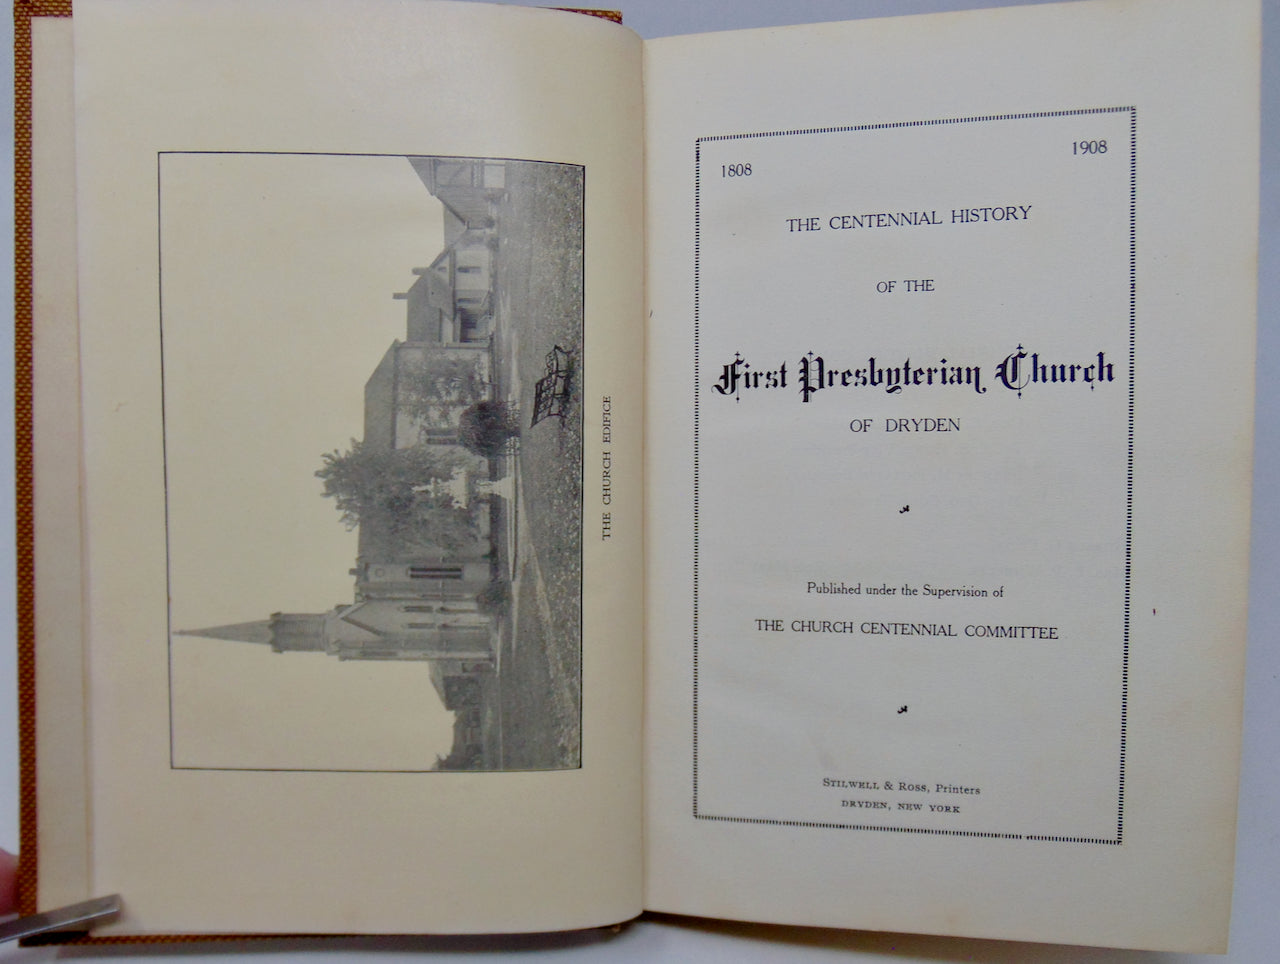 THE CHURCH EDIFICE
1808 1908
THE CENTENNIAL HISTORY
OF THE
First Presbyterian Church
OF DRYDEN
Published under the Supervision of
THE CHURCH CENTENNIAL COMMITTEE
STILWELL & ROSS, Printers
DRYDEN, NEW YORK